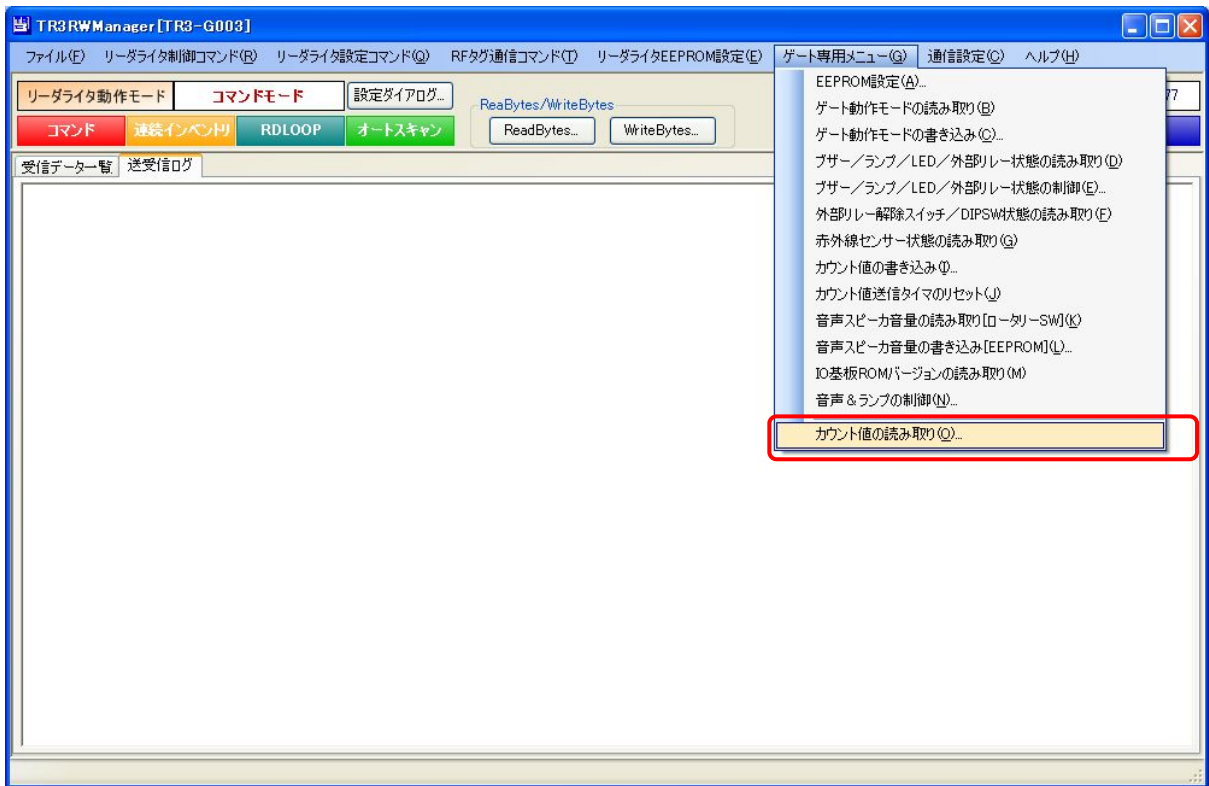 TR3RWManager[TR3-G003]
ファイル(F) リーダライタ制御コマンド(R) リーダライタ設定コマンド(Q) RFタグ通信コマンド(T) リーダライタEEPROM設定(E) ゲート専用メニュー(G) 通信設定(C) ヘルプ(H)
リーダライタ動作モード コマンドモード 設定ダイアログ...
コマンド 連続インベントリ RDLOOP オートスキャン
ReaBytes/WriteBytes
ReadBytes... WriteBytes...
77
受信データ一覧 送受信ログ
EEPROM設定(A)...
ゲート動作モードの読み取り(B)
ゲート動作モードの書き込み(C)...
ブザー／ランプ／LED／外部リレー状態の読み取り(D)
ブザー／ランプ／LED／外部リレー状態の制御(E)...
外部リレー解除スイッチ／DIPSW状態の読み取り(F)
赤外線センサー状態の読み取り(G)
カウント値の書き込み(I)...
カウント値送信タイマのリセット(J)
音声スピーカ音量の読み取り[ロータリーSW](K)
音声スピーカ音量の書き込み[EEPROM](L)...
IO基板ROMバージョンの読み取り(M)
音声＆ランプの制御(N)...
カウント値の読み取り(O)...